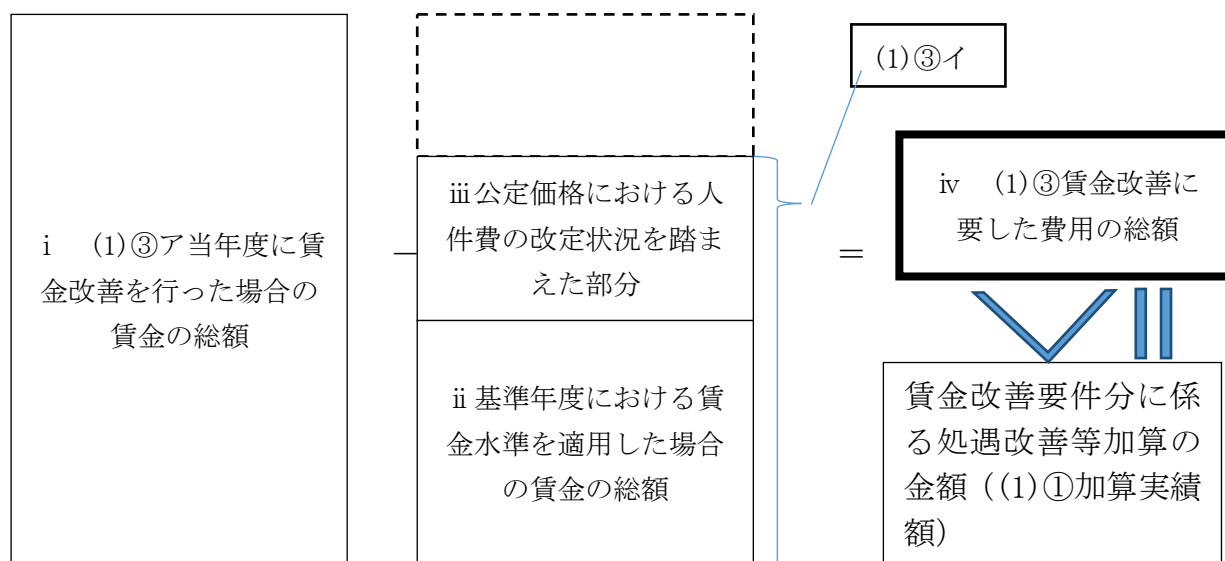 ⅰ (1)③ア当年度に賃
金改善を行った場合の
賃金の総額
－
ⅲ公定価格における人
件費の改定状況を踏ま
えた部分
ⅱ基準年度における賃
金水準を適用した場合
の賃金の総額
(1)③イ
＝
ⅳ (1)③賃金改善に
要した費用の総額
賃金改善要件分に係
る処遇改善等加算の
金額（(1)①加算実績
額）